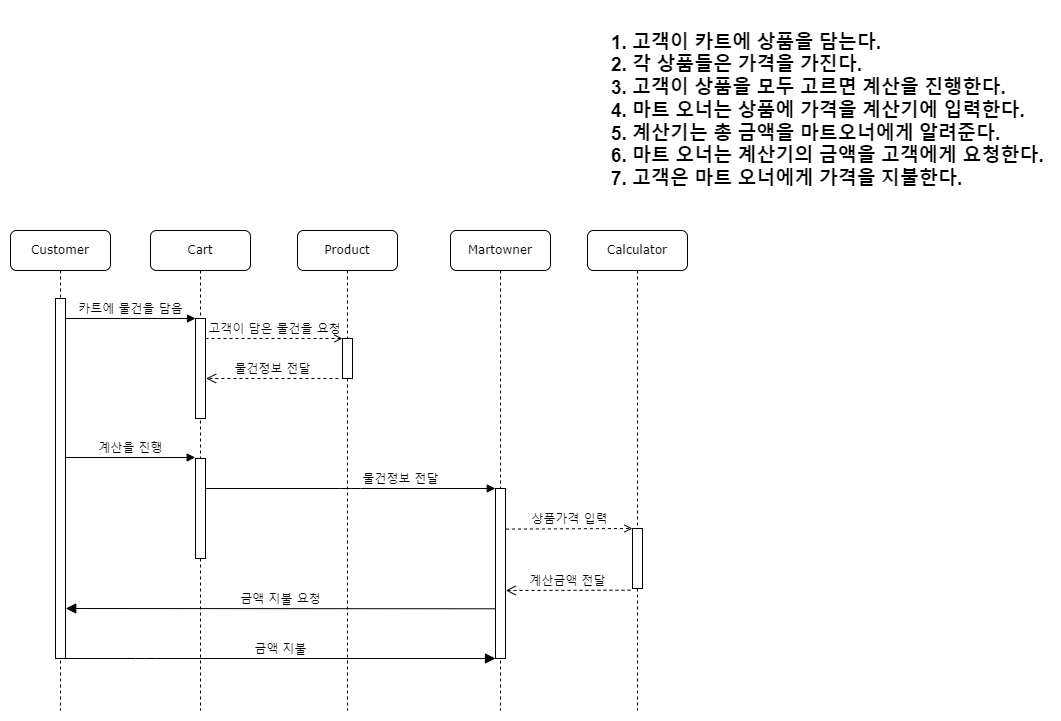 1. 고객이 카트에 상품을 담는다.
2. 각 상품들은 가격을 가진다.
3. 고객이 상품을 모두 고르면 계산을 진행한다.
4. 마트 오너는 상품에 가격을 계산기에 입력한다.
5. 계산기는 총 금액을 마트오너에게 알려준다.
6. 마트 오너는 계산기의 금액을 고객에게 요청한다.
7. 고객은 마트 오너에게 가격을 지불한다.
Customer
Cart
Product
Martowner
Calculator
카트에 물건을 담음
고객이 담은 물건을 요청
물건정보 전달
계산을 진행
물건정보 전달
상품가격 입력
계산금액 전달
금액 지불 요청
금액 지불